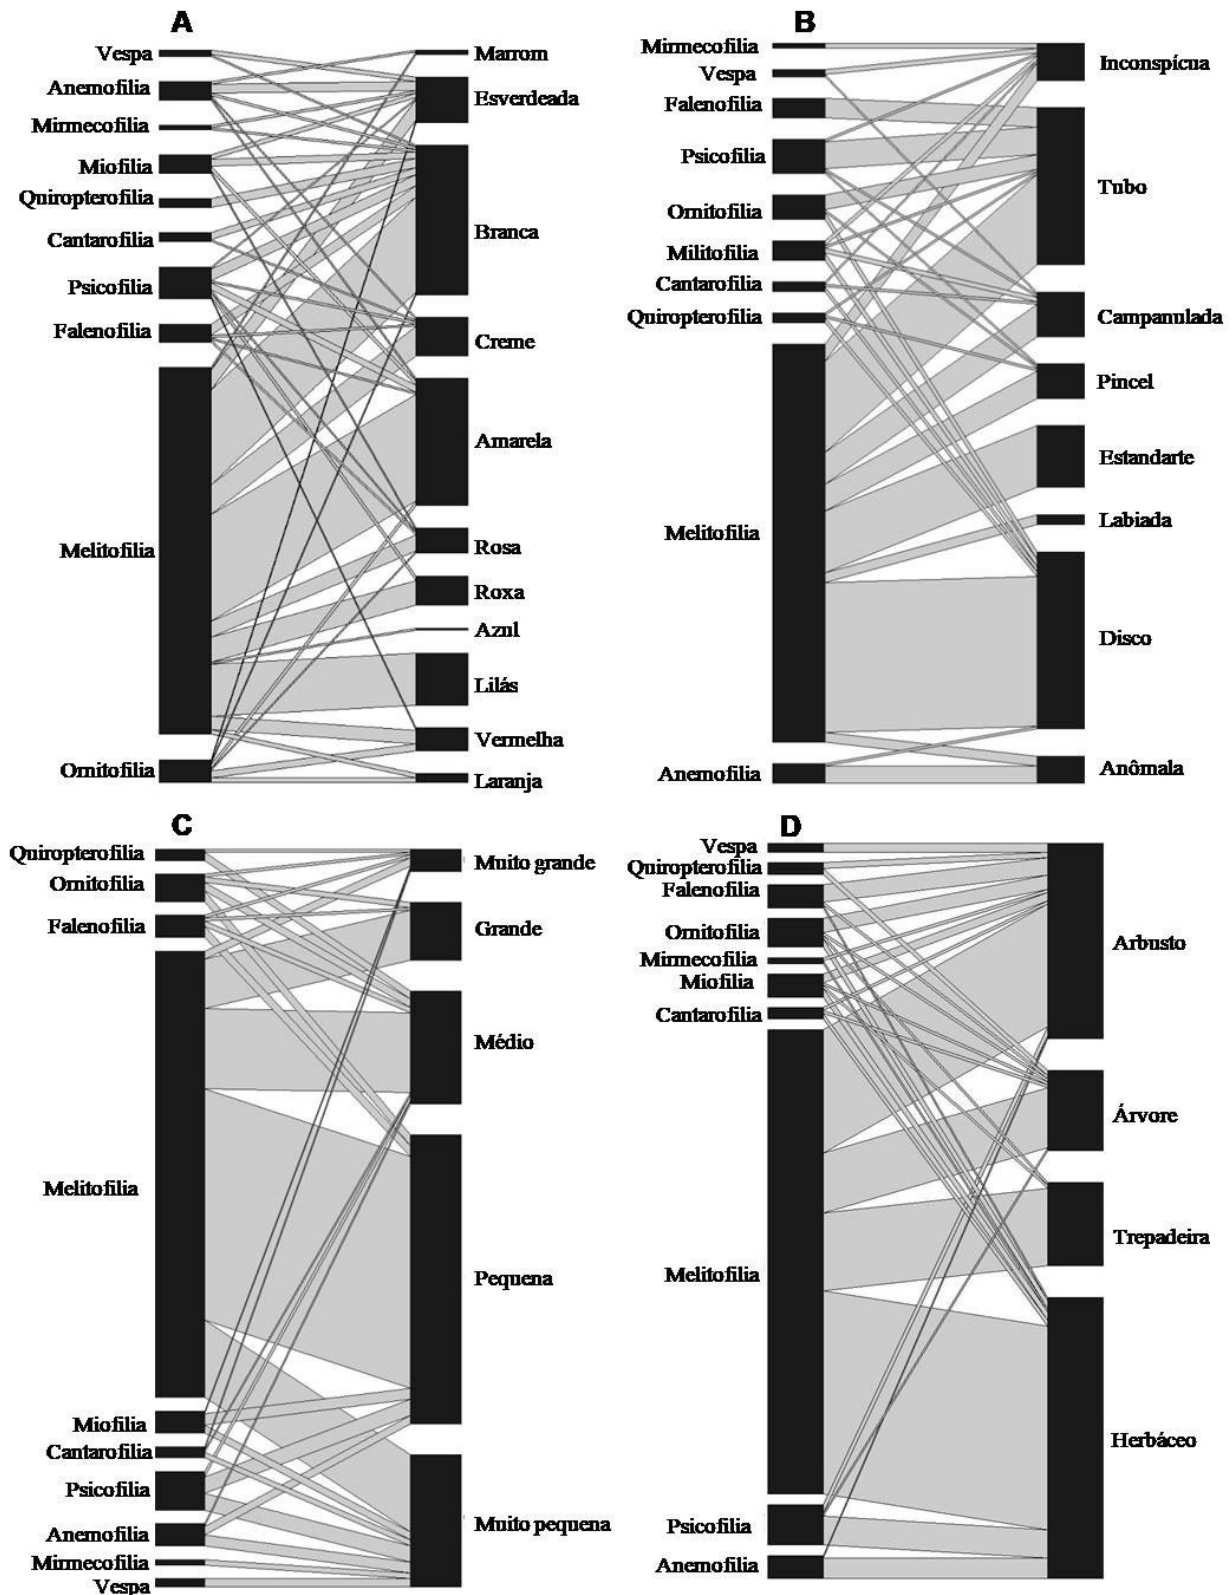 A
Vespa
Anemofilia
Mirmecofilia
Miofilia
Quiropterofilia
Cantarofilia
Psicofilia
Falenofilia
Melitofilia
Ornitofilia
Marrom
Esverdeada
Branca
Creme
Amarela
Rosa
Roxa
Azul
Lilás
Vermelha
Laranja
B
Mirmecofilia
Vespa
Falenofilia
Psicofilia
Ornitofilia
Militofilia
Cantarofilia
Quiropterofilia
Melitofilia
Anemofilia
Inconspícua
Tubo
Campanulada
Pincel
Estandarte
Labiada
Disco
Anômala
C
Quiropterofilia
Ornitofilia
Falenofilia
Melitofilia
Miofilia
Cantarofilia
Psicofilia
Anemofilia
Mirmecofilia
Vespa
Muito grande
Grande
Médio
Pequena
Muito pequena
D
Vespa
Quiropterofilia
Falenofilia
Ornitofilia
Mirmecofilia
Miofilia
Cantarofilia
Melitofilia
Psicofilia
Anemofilia
Arbusto
Árvore
Trepadeira
Herbáceo